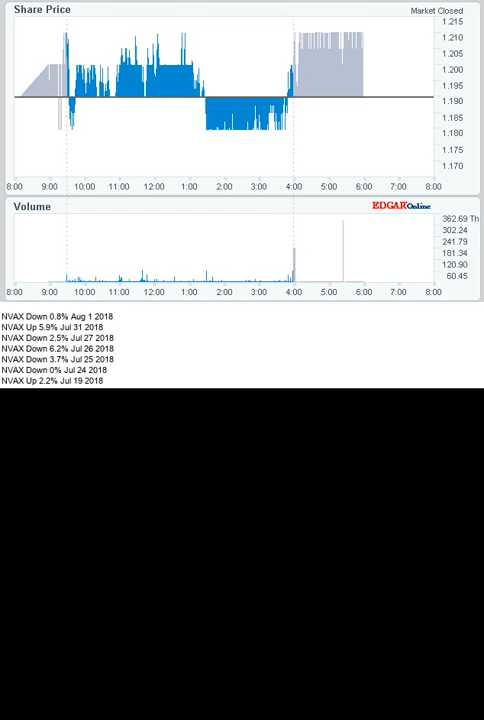 Share Price
Market Closed
1.215
1.210
1.205
1.200
1.195
1.190
1.185
1.180
1.175
1.170
8:00 9:00 10:00 11:00 12:00 1:00 2:00 3:00 4:00 5:00 6:00 7:00 8:00
Volume
EDGAROnline
362.69 Th
302.24
241.79
181.34
120.90
60.45
8:00 9:00 10:00 11:00 12:00 1:00 2:00 3:00 4:00 5:00 6:00 7:00 8:00
NVAX Down 0.8% Aug 1 2018
NVAX Up 5.9% Jul 31 2018
NVAX Down 2.5% Jul 27 2018
NVAX Down 6.2% Jul 26 2018
NVAX Down 3.7% Jul 25 2018
NVAX Down 0% Jul 24 2018
NVAX Up 2.2% Jul 19 2018